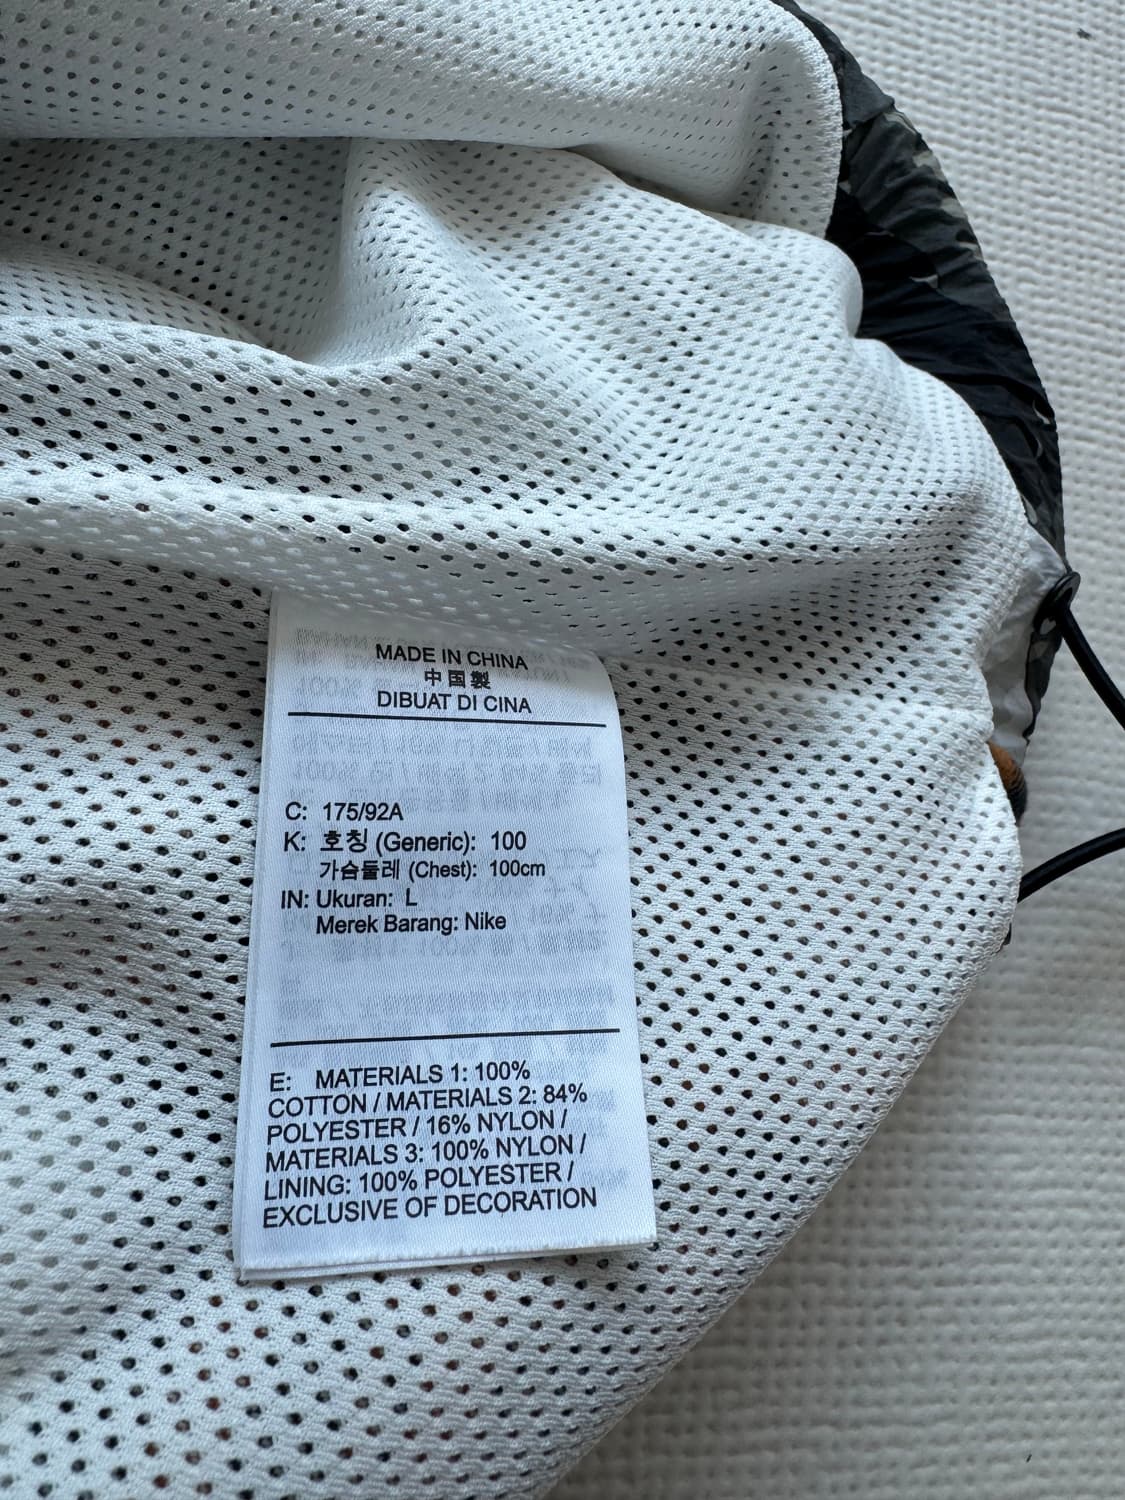 MADE IN CHINA
中国製
DIBUAT DI CINA
C: 175/92A
K: 호칭 (Generic): 100
가슴둘레 (Chest): 100cm
IN: Ukuran: L
Merek Barang: Nike
E: MATERIALS 1: 100%
COTTON / MATERIALS 2: 84%
POLYESTER / 16% NYLON /
MATERIALS 3: 100% NYLON /
LINING: 100% POLYESTER /
EXCLUSIVE OF DECORATION